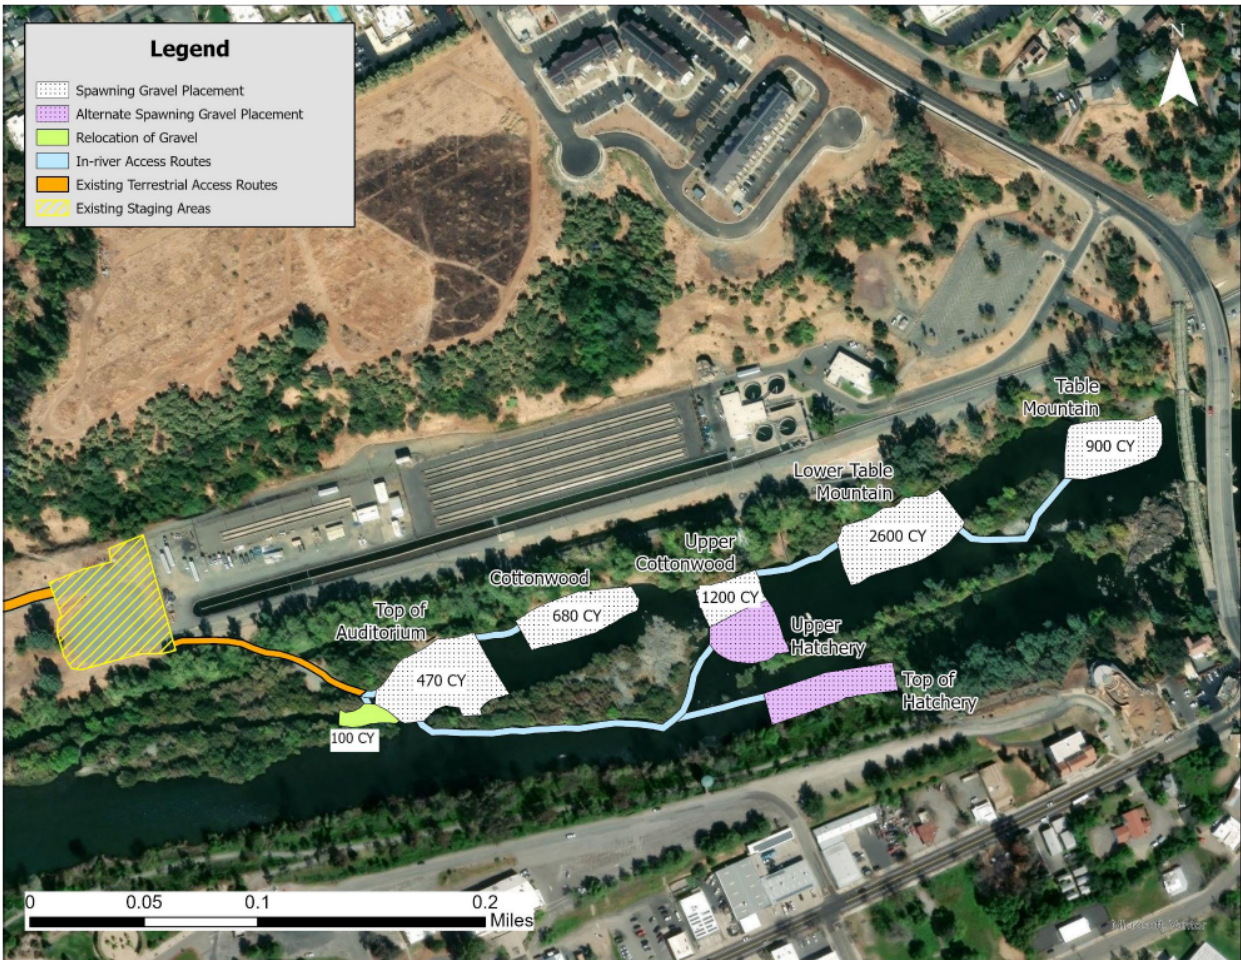 Legend
Spawning Gravel Placement
Alternate Spawning Gravel Placement
Relocation of Gravel
In-river Access Routes
Existing Terrestrial Access Routes
Existing Staging Areas
N
Table
Mountain
900 CY
Lower Table
Mountain
2600 CY
Upper
Cottonwood
1200 CY
Cottonwood
680 CY
Top of
Auditorium
470 CY
Upper
Hatchery
Top of
Hatchery
100 CY
0 0.05 0.1 0.2
Miles
Microsoft